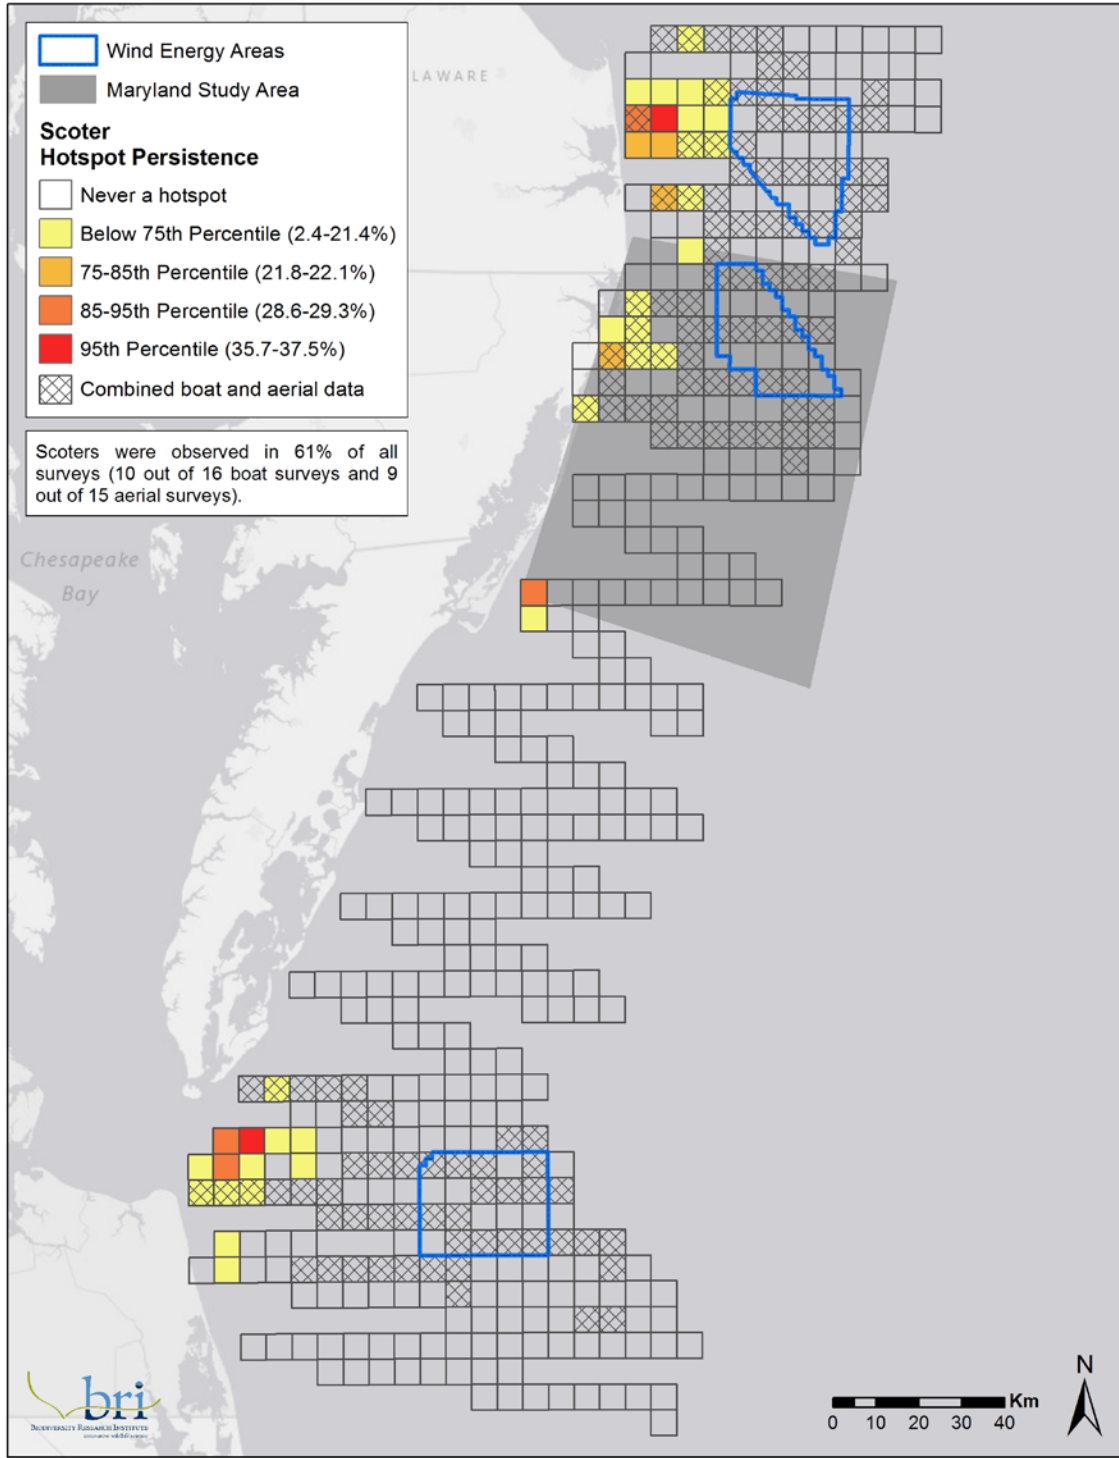 Wind Energy Areas
Maryland Study Area
Scoter
Hotspot Persistence
Never a hotspot
Below 75th Percentile (2.4-21.4%)
75-85th Percentile (21.8-22.1%)
85-95th Percentile (28.6-29.3%)
95th Percentile (35.7-37.5%)
Combined boat and aerial data
Scoters were observed in 61% of all
surveys (10 out of 16 boat surveys and 9
out of 15 aerial surveys).
LAWARE
Chesapeake
Bay
bri
BIODIVERSITY RESEARCH INSTITUTE
N
Km
0 10 20 30 40